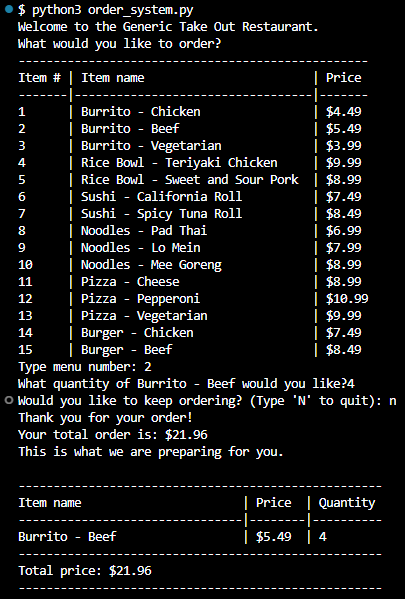 $ python3 order_system.py
Welcome to the Generic Take Out Restaurant.
What would you like to order?
--------------------------------------------------
Item # | Item name                       | Price
-------|---------------------------------|-------
1      | Burrito - Chicken               | $4.49
2      | Burrito - Beef                  | $5.49
3      | Burrito - Vegetarian            | $3.99
4      | Rice Bowl - Teriyaki Chicken    | $9.99
5      | Rice Bowl - Sweet and Sour Pork | $8.99
6      | Sushi - California Roll         | $7.49
7      | Sushi - Spicy Tuna Roll         | $8.49
8      | Noodles - Pad Thai              | $6.99
9      | Noodles - Lo Mein               | $7.99
10     | Noodles - Mee Goreng            | $8.99
11     | Pizza - Cheese                  | $8.99
12     | Pizza - Pepperoni               | $10.99
13     | Pizza - Vegetarian              | $9.99
14     | Burger - Chicken                | $7.49
15     | Burger - Beef                   | $8.49
Type menu number: 2
What quantity of Burrito - Beef would you like?4
Would you like to keep ordering? (Type 'N' to quit): n
Thank you for your order!
Your total order is: $21.96
This is what we are preparing for you.

----------------------------------------------------
Item name                       | Price  | Quantity
--------------------------------|--------|----------
Burrito - Beef                  | $5.49  | 4
----------------------------------------------------
Total price: $21.96
----------------------------------------------------